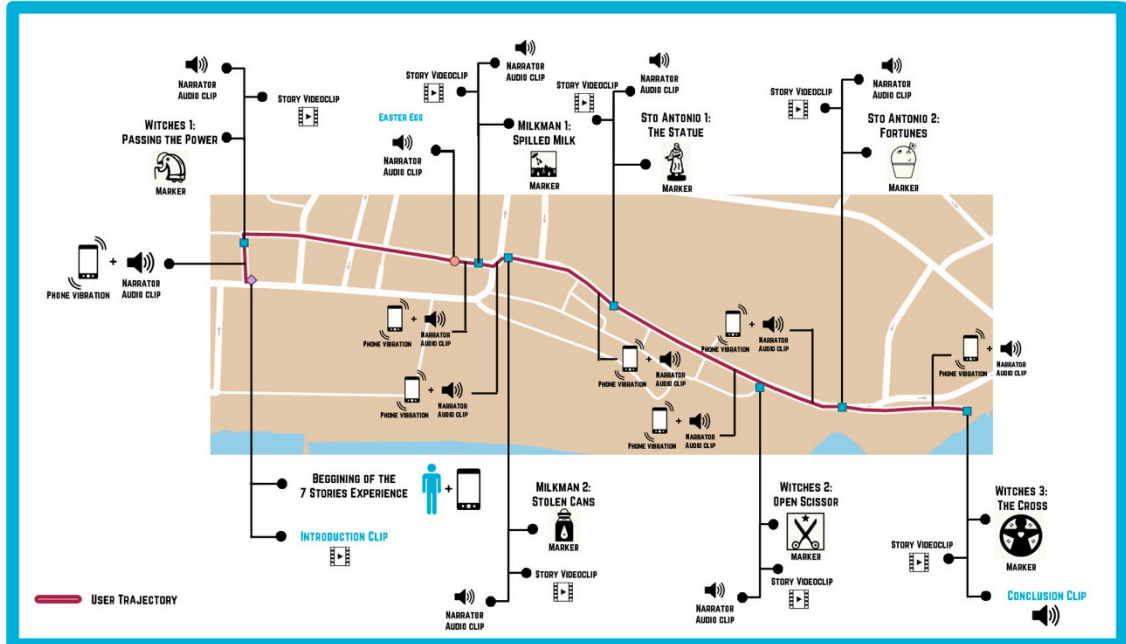 Narrator
Audio clip
Story Videoclip
Witches 1:
Passing the Power
Marker
Phone vibration
+
Narrator
Audio clip
Easter Egg
Narrator
Audio clip
Story Videoclip
Narrator
Audio clip
Milkman 1:
Spilled Milk
Marker
Story Videoclip
Narrator
Audio clip
Sto Antonio 1:
The Statue
Marker
Story Videoclip
Narrator
Audio clip
Sto Antonio 2:
Fortunes
Marker
Phone vibration
+
Narrator
Audio clip
Phone vibration
+
Narrator
Audio clip
Phone vibration
+
Narrator
Audio clip
Phone vibration
+
Narrator
Audio clip
Phone vibration
+
Narrator
Audio clip
Phone vibration
+
Narrator
Audio clip
Beggining of the
7 Stories Experience
+
Introduction Clip
Milkman 2:
Stolen Cans
Marker
Story Videoclip
Narrator
Audio clip
Witches 2:
Open Scissor
Marker
Story Videoclip
Narrator
Audio clip
Witches 3:
The Cross
Marker
Story Videoclip
Conclusion Clip
User Trajectory